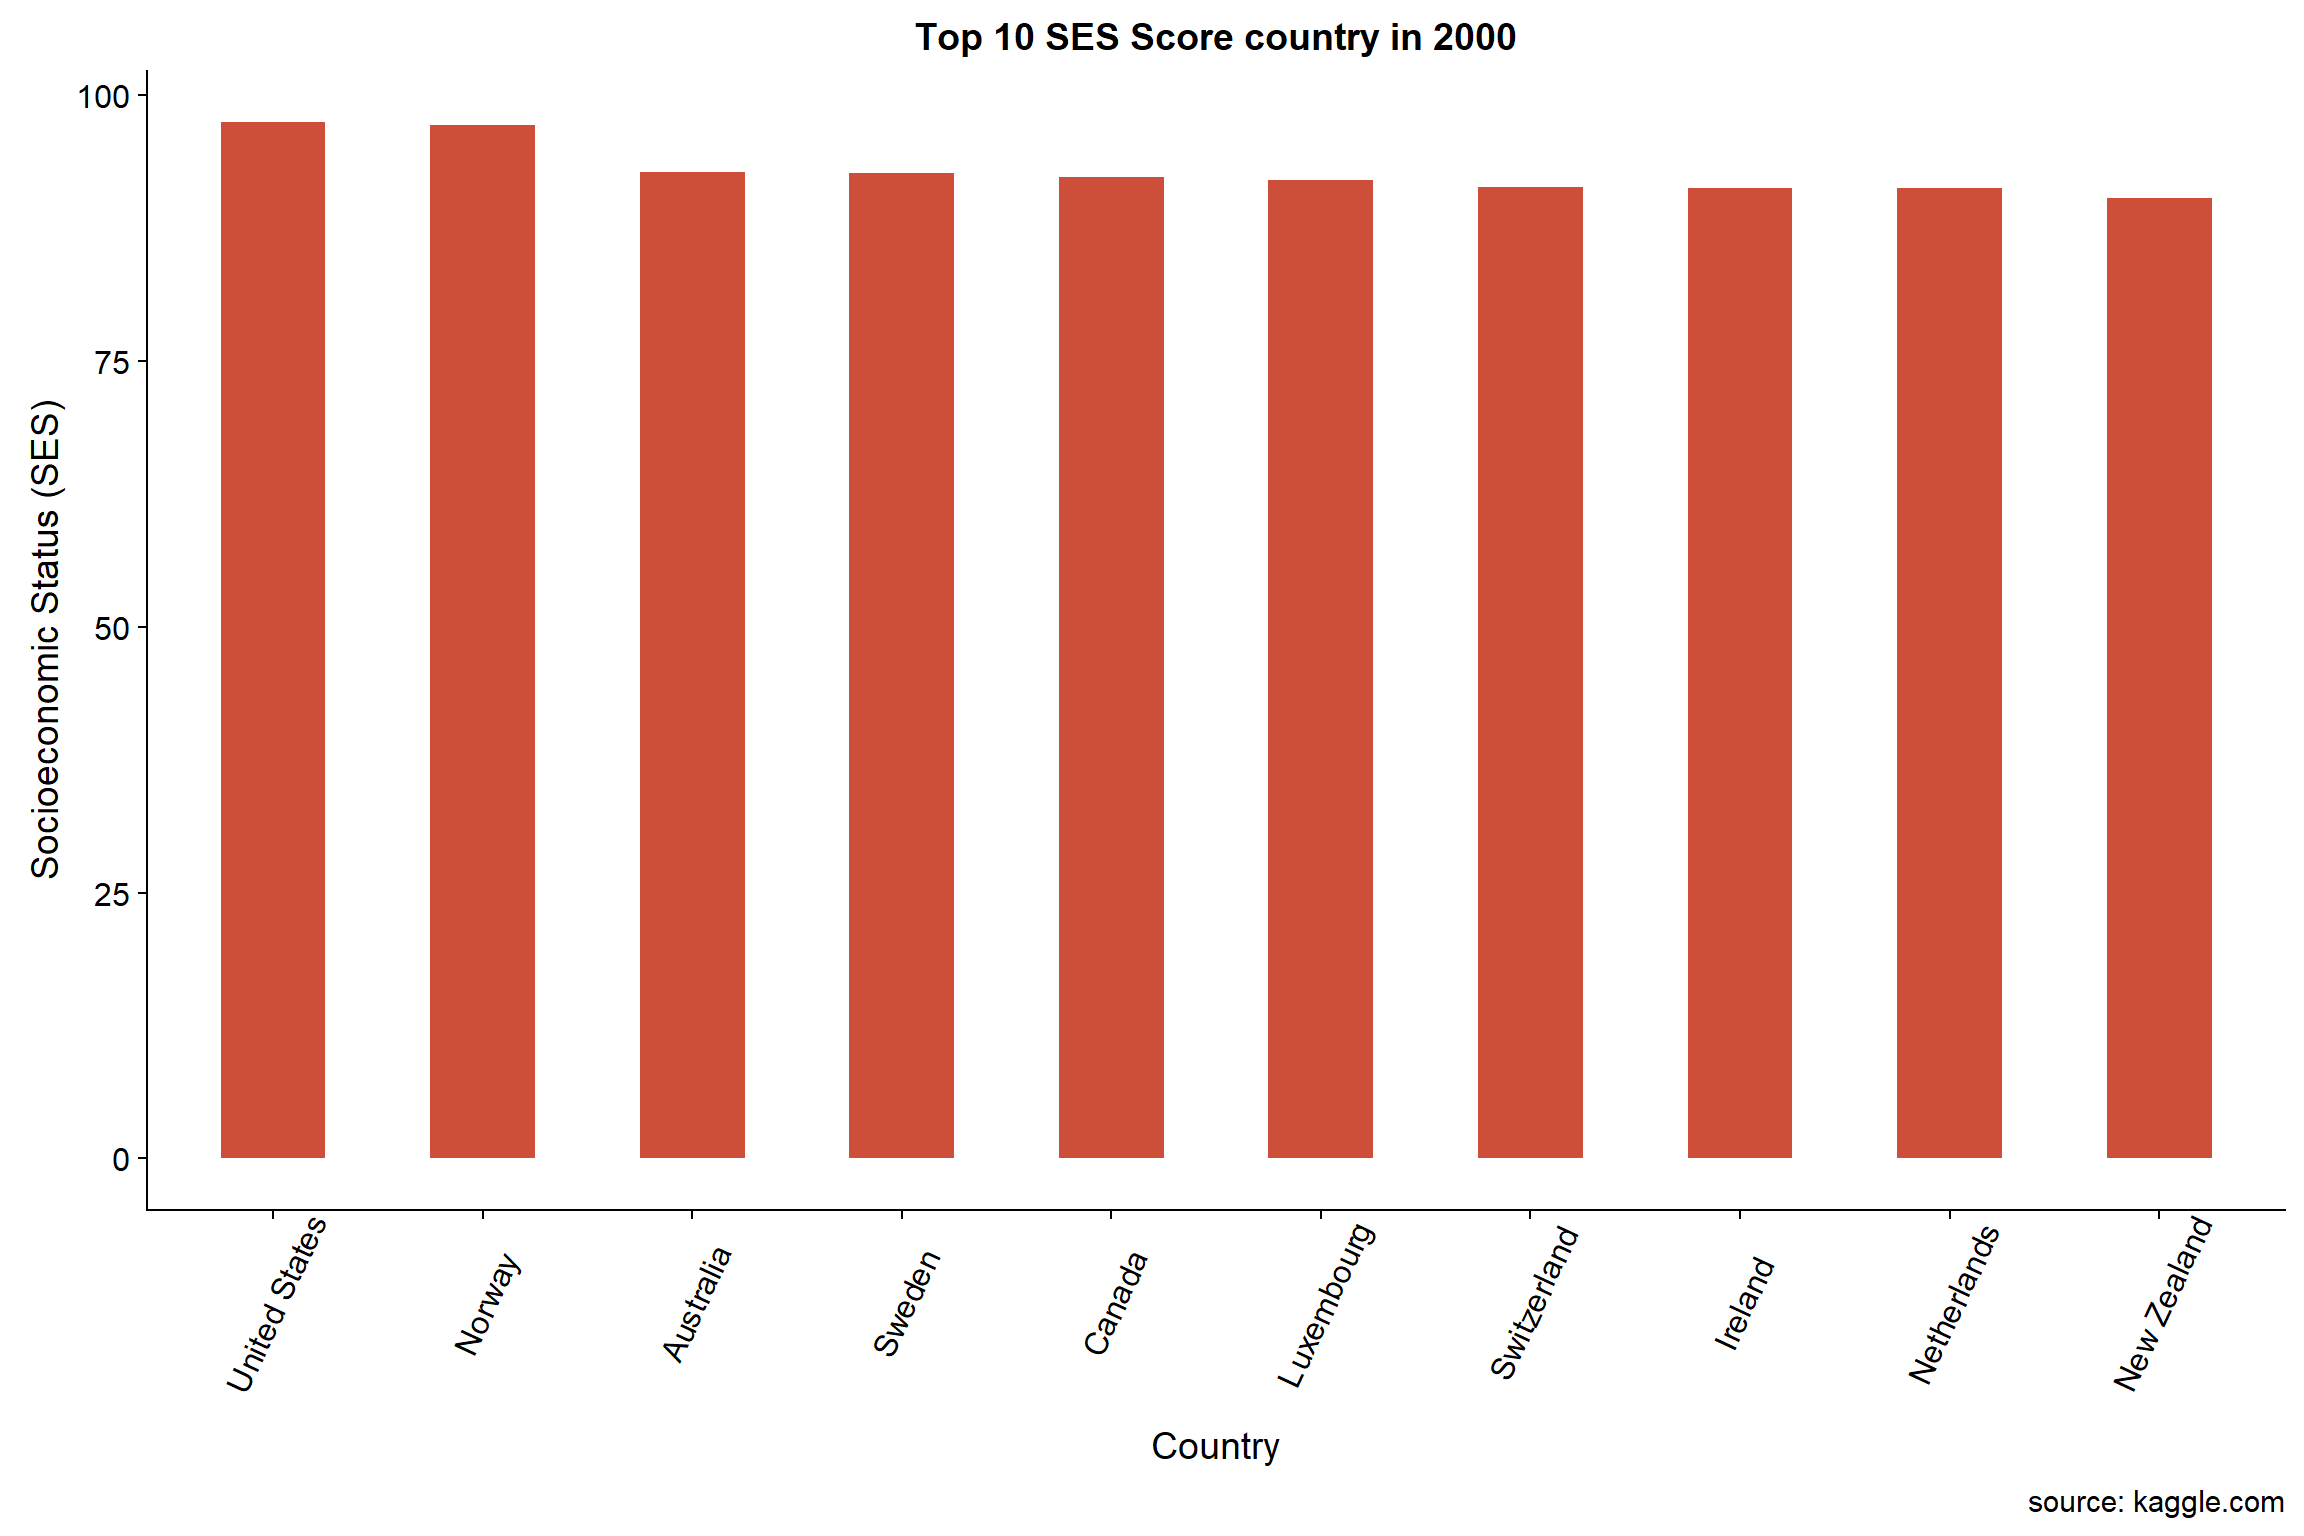 Top 10 SES Score country in 2000
Socioeconomic Status (SES)
100
75
50
25
0
United States
Norway
Australia
Sweden
Canada
Luxembourg
Switzerland
Ireland
Netherlands
New Zealand
Country
source: kaggle.com